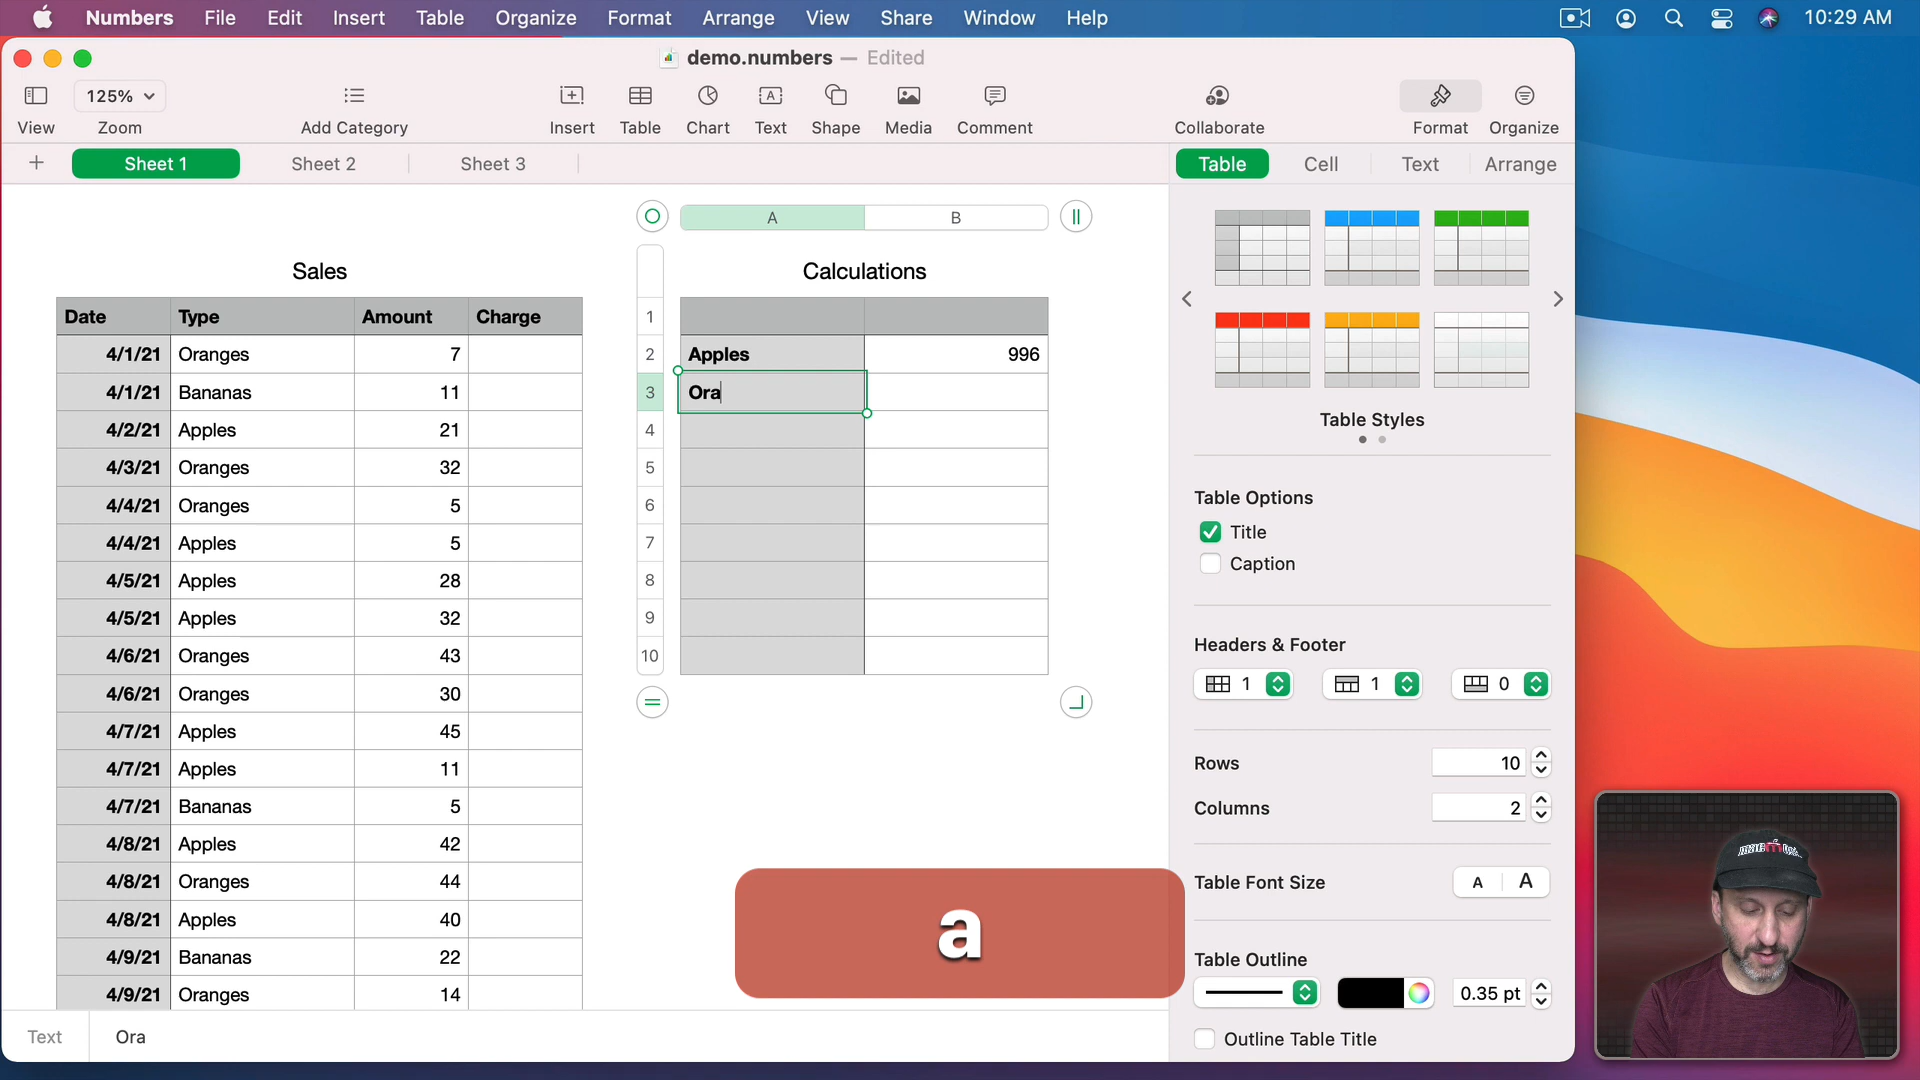 Numbers File Edit Insert Table Organize Format Arrange View Share Window Help 10:29 AM
demo.numbers — Edited
125%
View Zoom Add Category Insert Table Chart Text Shape Media Comment Collaborate Format Organize
Sheet 1 Sheet 2 Sheet 3
Table Cell Text Arrange
A B
Sales
Date Type Amount Charge
4/1/21 Oranges 7
4/1/21 Bananas 11
4/2/21 Apples 21
4/3/21 Oranges 32
4/4/21 Oranges 5
4/4/21 Apples 5
4/5/21 Apples 28
4/5/21 Apples 32
4/6/21 Oranges 43
4/6/21 Oranges 30
4/7/21 Apples 45
4/7/21 Apples 11
4/7/21 Bananas 5
4/8/21 Apples 42
4/8/21 Oranges 44
4/8/21 Apples 40
4/9/21 Bananas 22
4/9/21 Oranges 14
Calculations
1
2 Apples 996
3 Ora
4
5
6
7
8
9
10
a
Table Styles
Table Options
Title
Caption
Headers & Footer
1 1 0
Rows 10
Columns 2
Table Font Size A A
Table Outline
0.35 pt
Outline Table Title
Text Ora